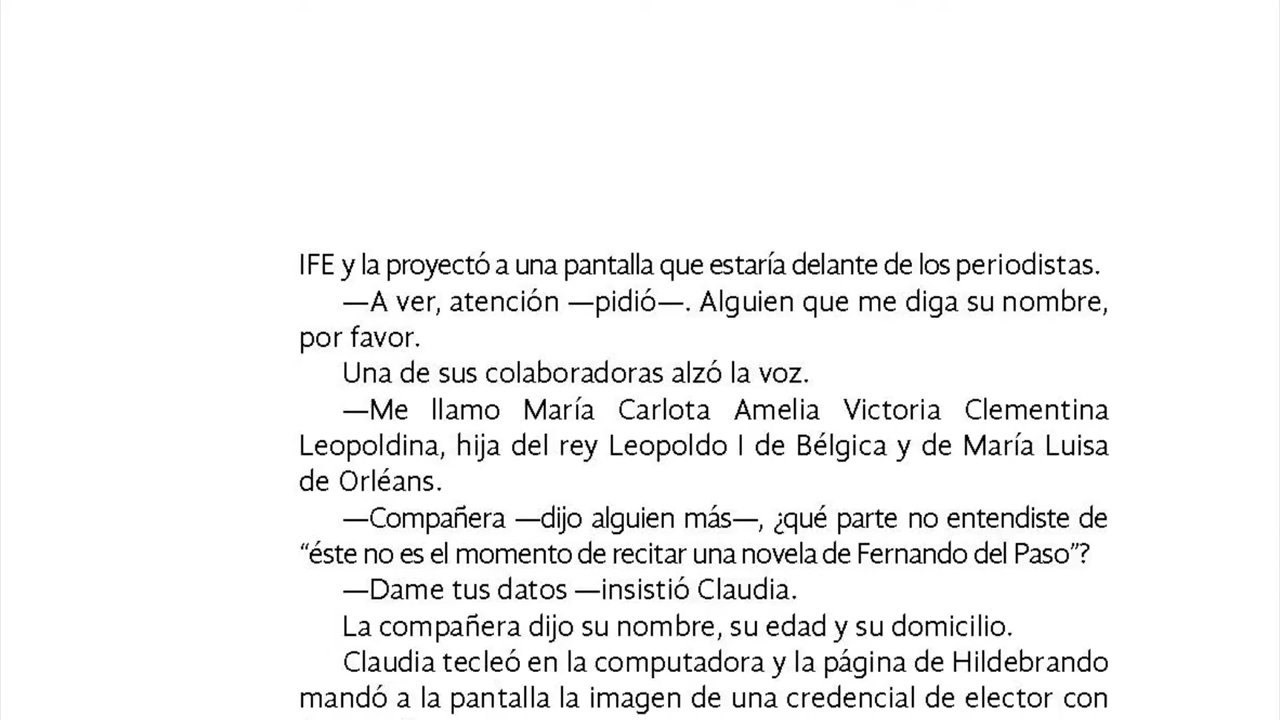 IFE y la proyectó a una pantalla que estaría delante de los periodistas.
—A ver, atención —pidió—. Alguien que me diga su nombre,
por favor.
Una de sus colaboradoras alzó la voz.
—Me llamo María Carlota Amelia Victoria Clementina
Leopoldina, hija del rey Leopoldo I de Bélgica y de María Luisa
de Orléans.
—Compañera —dijo alguien más—, ¿qué parte no entendiste de
“éste no es el momento de recitar una novela de Fernando del Paso”?
—Dame tus datos —insistió Claudia.
La compañera dijo su nombre, su edad y su domicilio.
Claudia tecleó en la computadora y la página de Hildebrando
mandó a la pantalla la imagen de una credencial de elector con